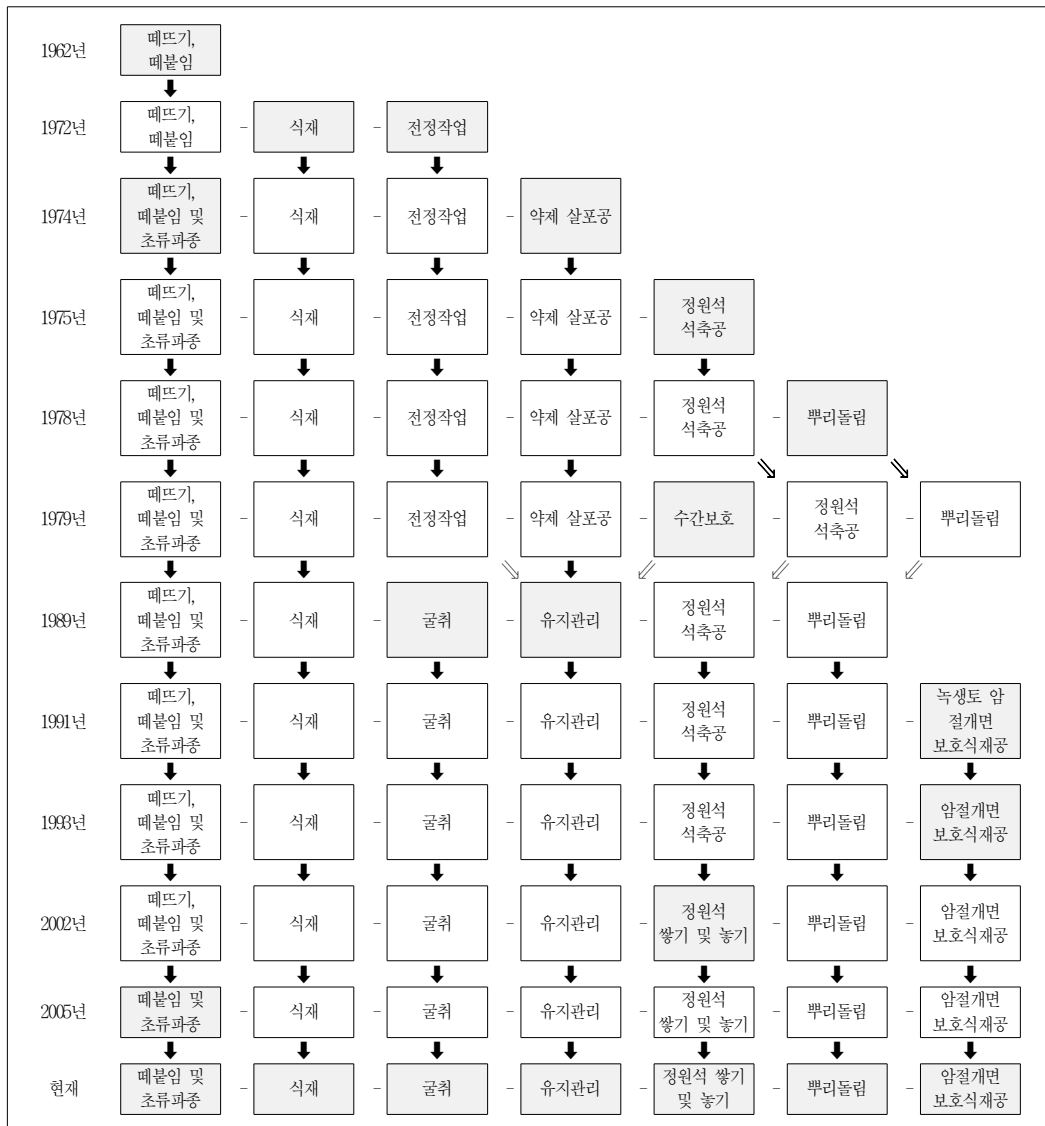 1962년
떼뜨기,
떼붙임
1972년
떼뜨기,
떼붙임
–
식재
–
전정작업
1974년
떼뜨기,
떼붙임 및
초류파종
–
식재
–
전정작업
–
약제 살포공
1975년
떼뜨기,
떼붙임 및
초류파종
–
식재
–
전정작업
–
약제 살포공
–
정원석
석축공
1978년
떼뜨기,
떼붙임 및
초류파종
–
식재
–
전정작업
–
약제 살포공
정원석
석축공
–
뿌리돌림
1979년
떼뜨기,
떼붙임 및
초류파종
–
식재
–
전정작업
–
약제 살포공
–
수간보호
–
정원석
석축공
–
뿌리돌림
1989년
떼뜨기,
떼붙임 및
초류파종
–
식재
–
굴취
–
유지관리
–
정원석
석축공
–
뿌리돌림
1991년
떼뜨기,
떼붙임 및
초류파종
–
식재
–
굴취
–
유지관리
–
정원석
석축공
–
뿌리돌림
–
녹생토 암
절개면
보호식재공
1993년
떼뜨기,
떼붙임 및
초류파종
–
식재
–
굴취
–
유지관리
–
정원석
석축공
–
뿌리돌림
–
암절개면
보호식재공
2002년
떼뜨기,
떼붙임 및
초류파종
–
식재
–
굴취
–
유지관리
–
정원석
쌓기 및 놓기
–
뿌리돌림
–
암절개면
보호식재공
2005년
떼붙임 및
초류파종
–
식재
–
굴취
–
유지관리
–
정원석
쌓기 및 놓기
–
뿌리돌림
–
암절개면
보호식재공
현재
떼붙임 및
초류파종
–
식재
–
굴취
–
유지관리
–
정원석 쌓기
및 놓기
–
뿌리돌림
–
암절개면
보호식재공